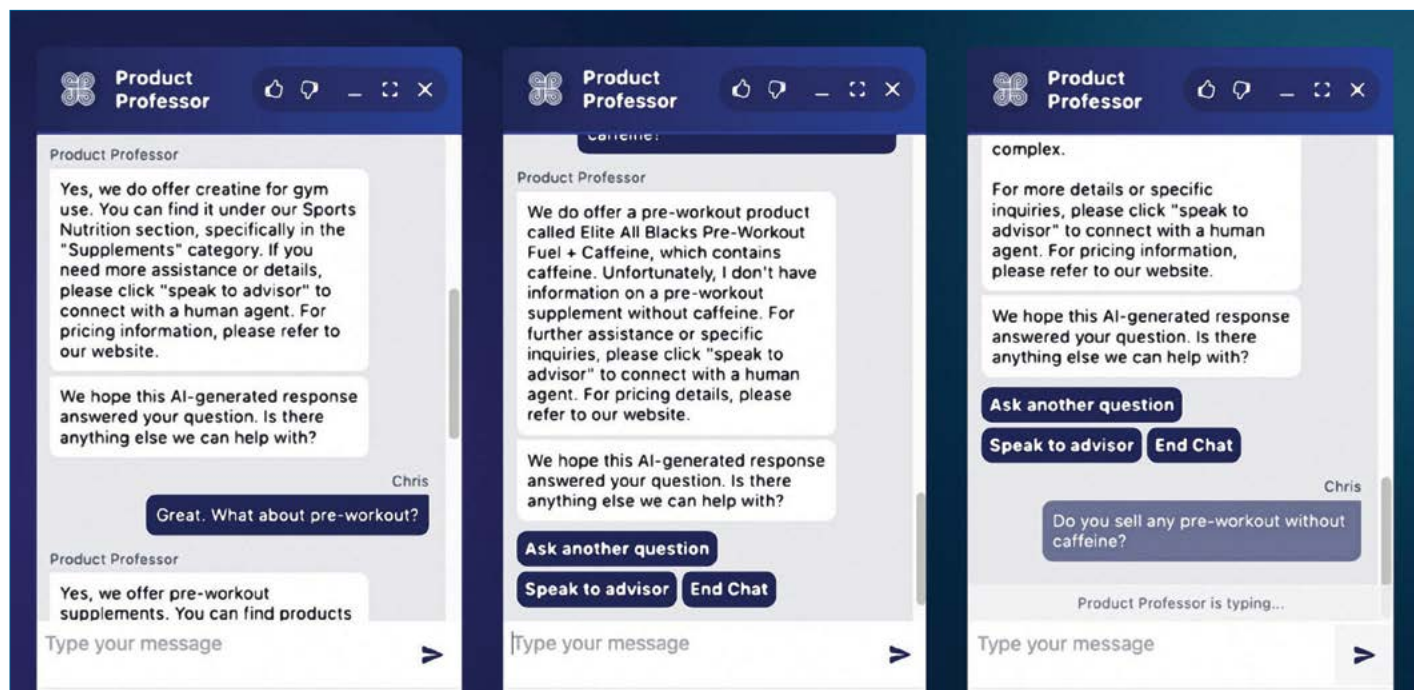 Product
Professor
Product Professor
Yes, we do offer creatine for gym
use. You can find it under our Sports
Nutrition section, specifically in the
"Supplements" category. If you
need more assistance or details,
please click "speak to advisor" to
connect with a human agent. For
pricing information, please refer to
our website.
We hope this AI-generated response
answered your question. Is there
anything else we can help with?
Chris
Great. What about pre-workout?
Product Professor
Yes, we offer pre-workout
supplements. You can find products
Type your message
Product
Professor
caffeine?
Product Professor
We do offer a pre-workout product
called Elite All Blacks Pre-Workout
Fuel + Caffeine, which contains
caffeine. Unfortunately, I don't have
information on a pre-workout
supplement without caffeine. For
further assistance or specific
inquiries, please click "speak to
advisor" to connect with a human
agent. For pricing details, please
refer to our website.
We hope this AI-generated response
answered your question. Is there
anything else we can help with?
Ask another question
Speak to advisor End Chat
Type your message
Product
Professor
complex.
For more details or specific
inquiries, please click "speak to
advisor" to connect with a human
agent. For pricing information,
please refer to our website.
We hope this AI-generated response
answered your question. Is there
anything else we can help with?
Ask another question
Speak to advisor End Chat
Chris
Do you sell any pre-workout without
caffeine?
Product Professor is typing...
Type your message